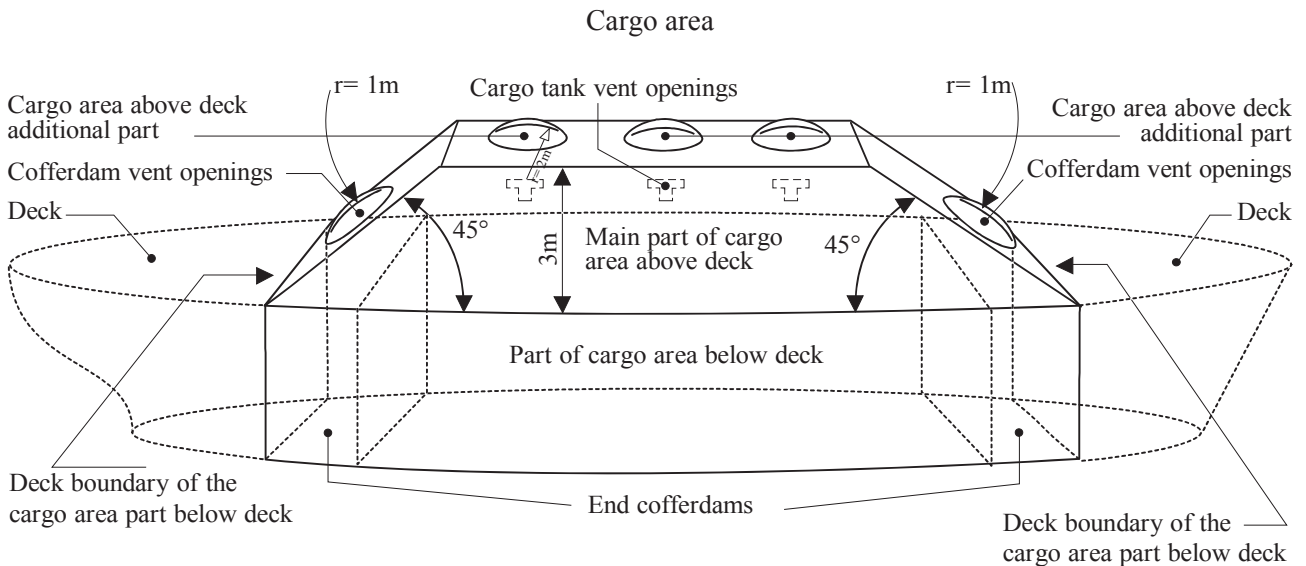 Cargo area
r= 1m
Cargo tank vent openings
r= 1m
Cargo area above deck
additional part
Cargo area above deck
additional part
Cofferdam vent openings
r= 2m
Cofferdam vent openings
Deck
Deck
45°
3m
Main part of cargo
area above deck
45°
Part of cargo area below deck
Deck boundary of the
cargo area part below deck
End cofferdams
Deck boundary of the
cargo area part below deck